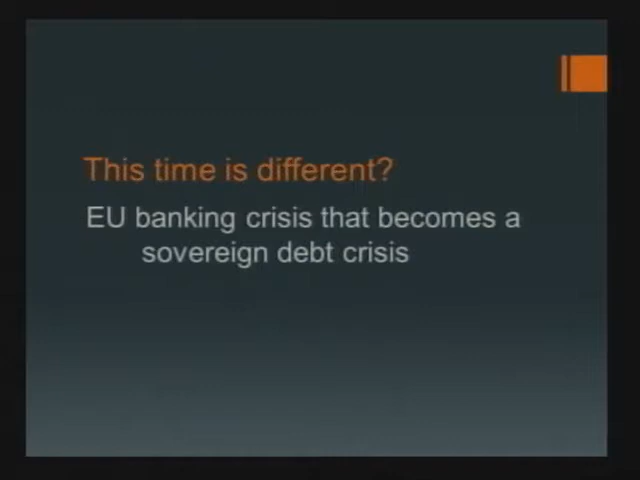 This time is different?
EU banking crisis that becomes a
sovereign debt crisis